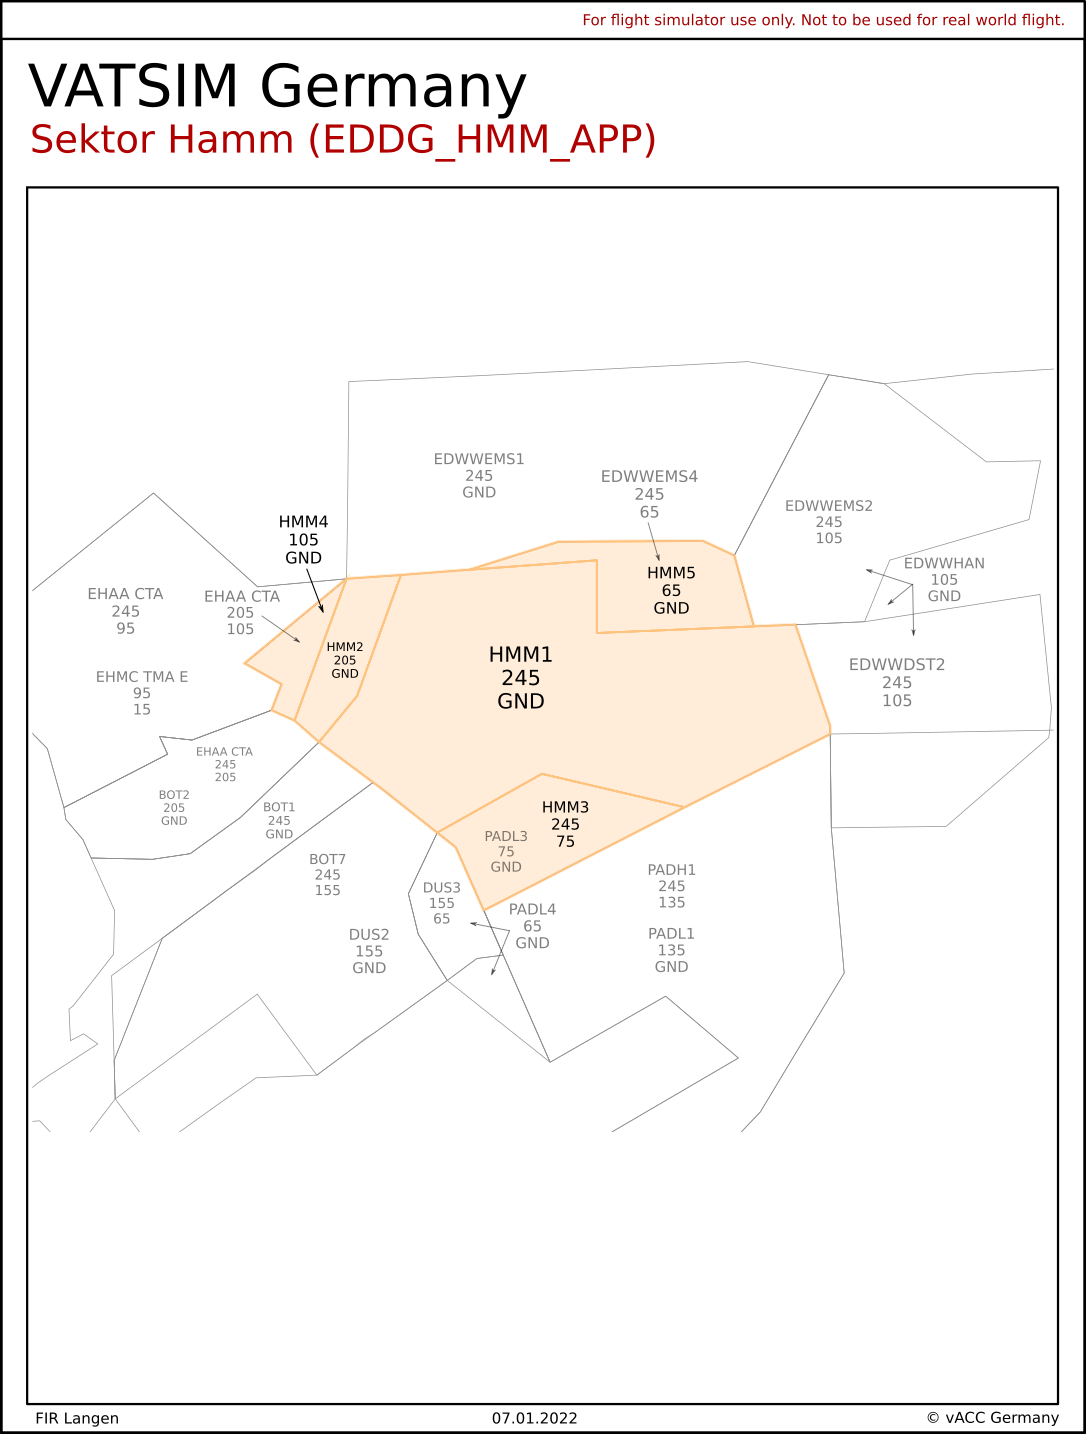 For flight simulator use only. Not to be used for real world flight.
VATSIM Germany
Sektor Hamm (EDDG_HMM_APP)
EDWWEMS1
245
GND
EDWWEMS4
245
65
EDWWEMS2
245
105
HMM4
105
GND
EDWWHAN
105
GND
HMM5
65
GND
EHAA CTA
245
95
EHAA CTA
205
105
HMM2
205
GND
HMM1
245
GND
EDWWDST2
245
105
EHMC TMA E
95
15
EHAA CTA
245
205
BOT2
205
GND
BOT1
245
GND
HMM3
245
75
PADL3
75
GND
BOT7
245
155
DUS3
155
65
PADH1
245
135
PADL4
65
GND
DUS2
155
GND
PADL1
135
GND
FIR Langen
07.01.2022
© vACC Germany